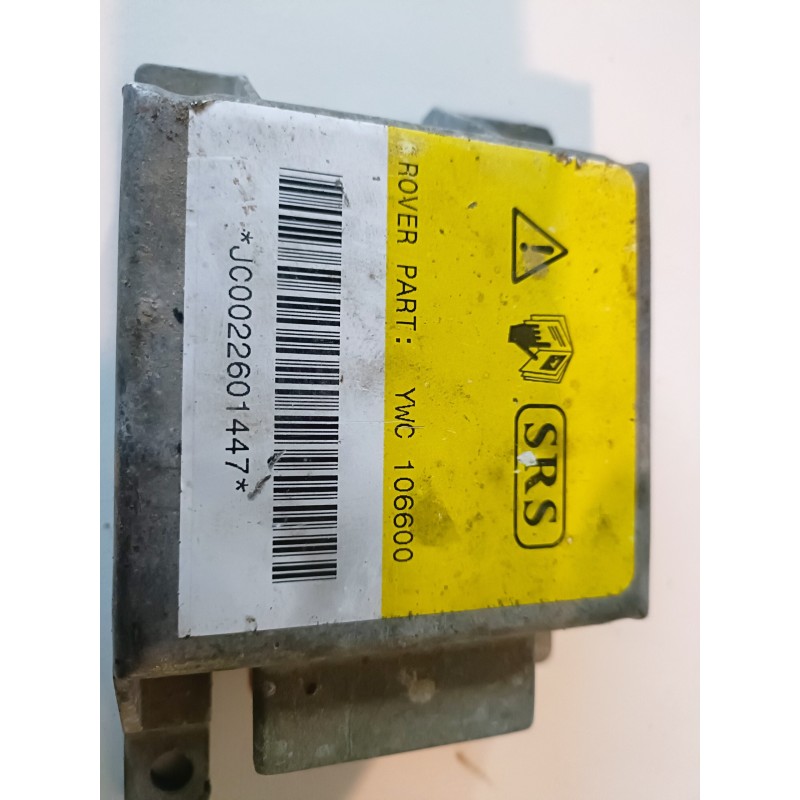 SRS
ROVER PART: YWC 106600
*JC0022601447*